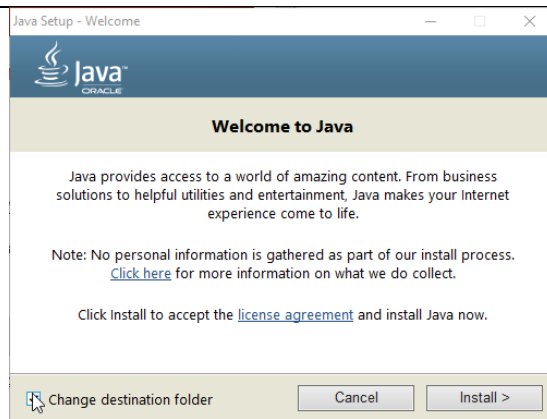 Java Setup - Welcome
Java™
ORACLE
Welcome to Java
Java provides access to a world of amazing content. From business
solutions to helpful utilities and entertainment, Java makes your Internet
experience come to life.
Note: No personal information is gathered as part of our install process.
Click here for more information on what we do collect.
Click Install to accept the license agreement and install Java now.
Change destination folder
Cancel
Install >